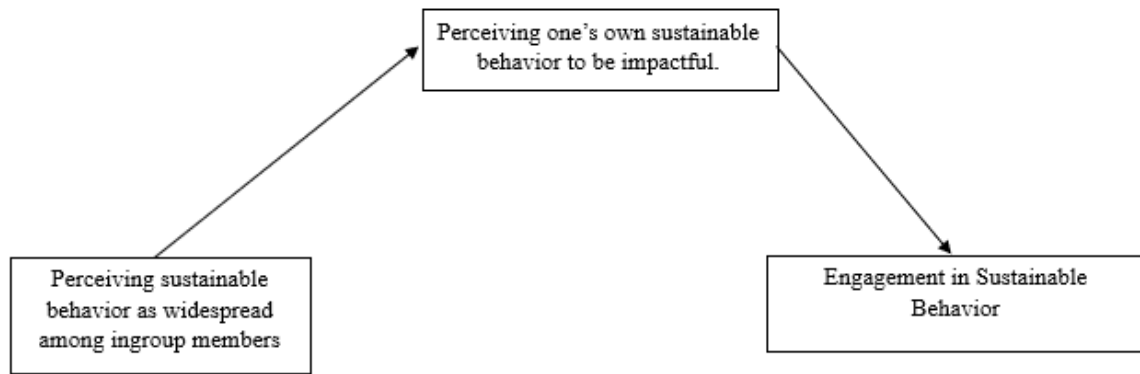 Perceiving one’s own sustainable
behavior to be impactful.
Perceiving sustainable
behavior as widespread
among ingroup members
Engagement in Sustainable
Behavior